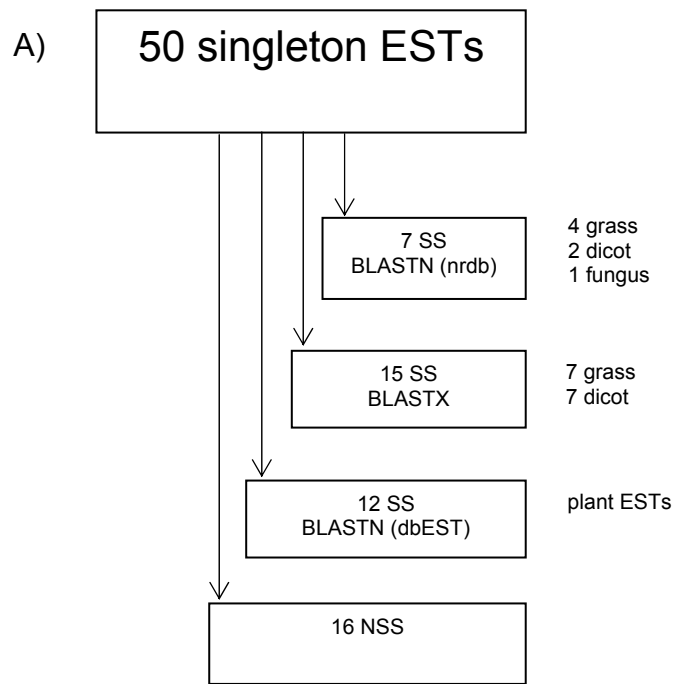 A)
50 singleton ESTs
7 SS
BLASTN (nrdb)
4 grass
2 dicot
1 fungus
15 SS
BLASTX
7 grass
7 dicot
12 SS
BLASTN (dbEST)
plant ESTs
16 NSS